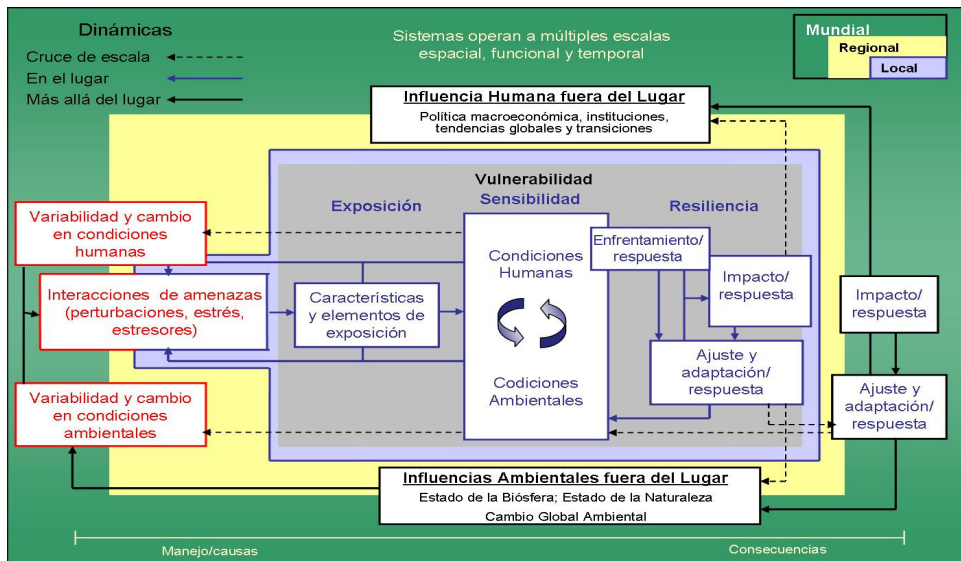 Dinámicas
Cruce de escala
En el lugar
Más allá del lugar
Sistemas operan a múltiples escalas
espacial, funcional y temporal
Mundial
Regional
Local
Influencia Humana fuera del Lugar
Política macroeconómica, instituciones,
tendencias globales y transiciones
Vulnerabilidad
Exposición
Sensibilidad
Resiliencia
Variabilidad y cambio
en condiciones
humanas
Interacciones de amenazas
(perturbaciones, estrés,
estresores)
Variabilidad y cambio
en condiciones
ambientales
Características
y elementos de
exposición
Condiciones
Humanas
Codiciones
Ambientales
Enfrentamiento/
respuesta
Impacto/
respuesta
Ajuste y
adaptación/
respuesta
Impacto/
respuesta
Ajuste y
adaptación/
respuesta
Influencias Ambientales fuera del Lugar
Estado de la Biósfera; Estado de la Naturaleza
Cambio Global Ambiental
Manejo/causas
Consecuencias